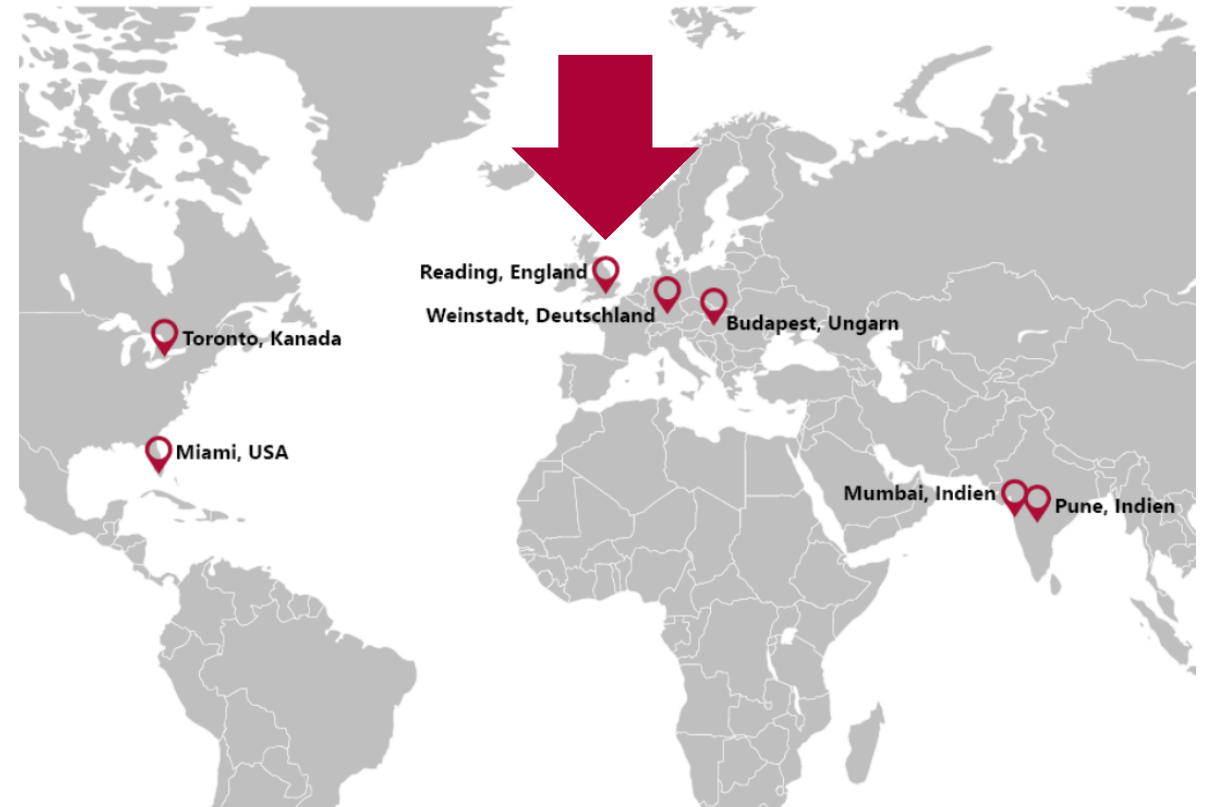 Reading, England
Weinstadt, Deutschland
Budapest, Ungarn
Toronto, Kanada
Miami, USA
Mumbai, Indien
Pune, Indien